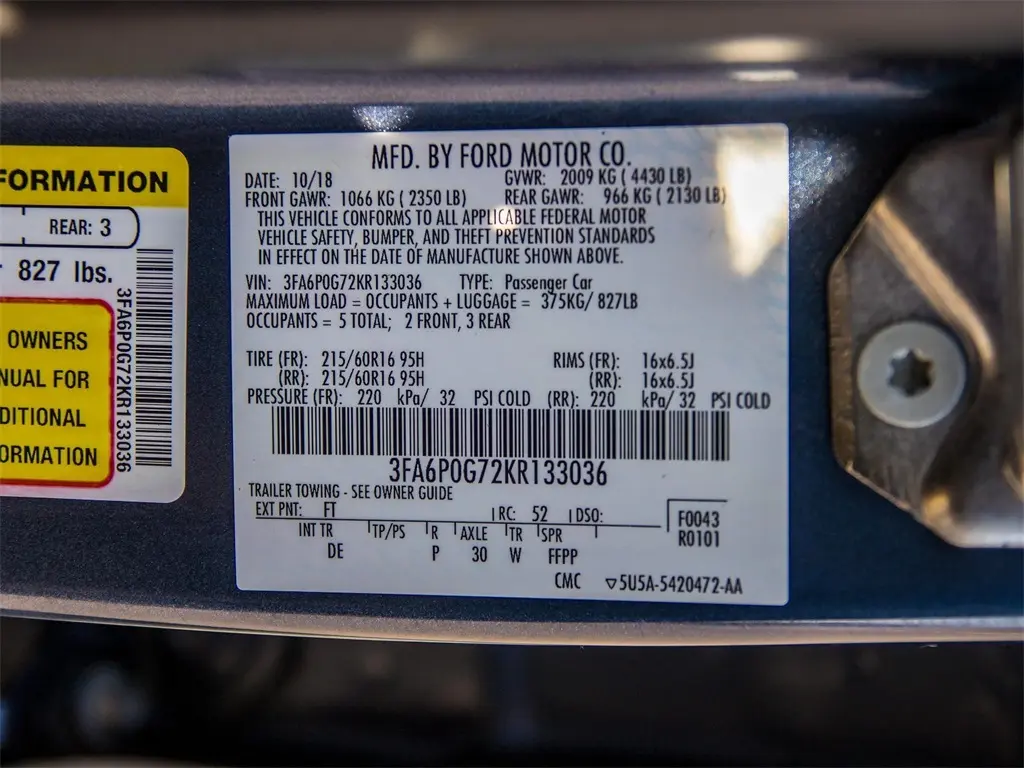 FORMATION
REAR: 3
827 lbs.
OWNERS
NUAL FOR
DITIONAL
ORMATION
3FA6P0G72KR133036
MFD. BY FORD MOTOR CO.
DATE: 10/18 GVWR: 2009 KG ( 4430 LB)
FRONT GAWR: 1066 KG ( 2350 LB) REAR GAWR: 966 KG ( 2130 LB)
THIS VEHICLE CONFORMS TO ALL APPLICABLE FEDERAL MOTOR
VEHICLE SAFETY, BUMPER, AND THEFT PREVENTION STANDARDS
IN EFFECT ON THE DATE OF MANUFACTURE SHOWN ABOVE.
VIN: 3FA6P0G72KR133036 TYPE: Passenger Car
MAXIMUM LOAD = OCCUPANTS + LUGGAGE = 375KG/ 827LB
OCCUPANTS = 5 TOTAL; 2 FRONT, 3 REAR
TIRE (FR): 215/60R16 95H RIMS (FR): 16x6.5J
(RR): 215/60R16 95H (RR): 16x6.5J
PRESSURE (FR): 220 kPa/ 32 PSI COLD (RR): 220 kPa/ 32 PSI COLD
3FA6P0G72KR133036
TRAILER TOWING - SEE OWNER GUIDE
EXT PNT: FT RC: 52 DSO:
F0043
INT TR TP/PS R AXLE TR SPR
R0101
DE P 30 W FFPP
CMC ▽5U5A-5420472-AA